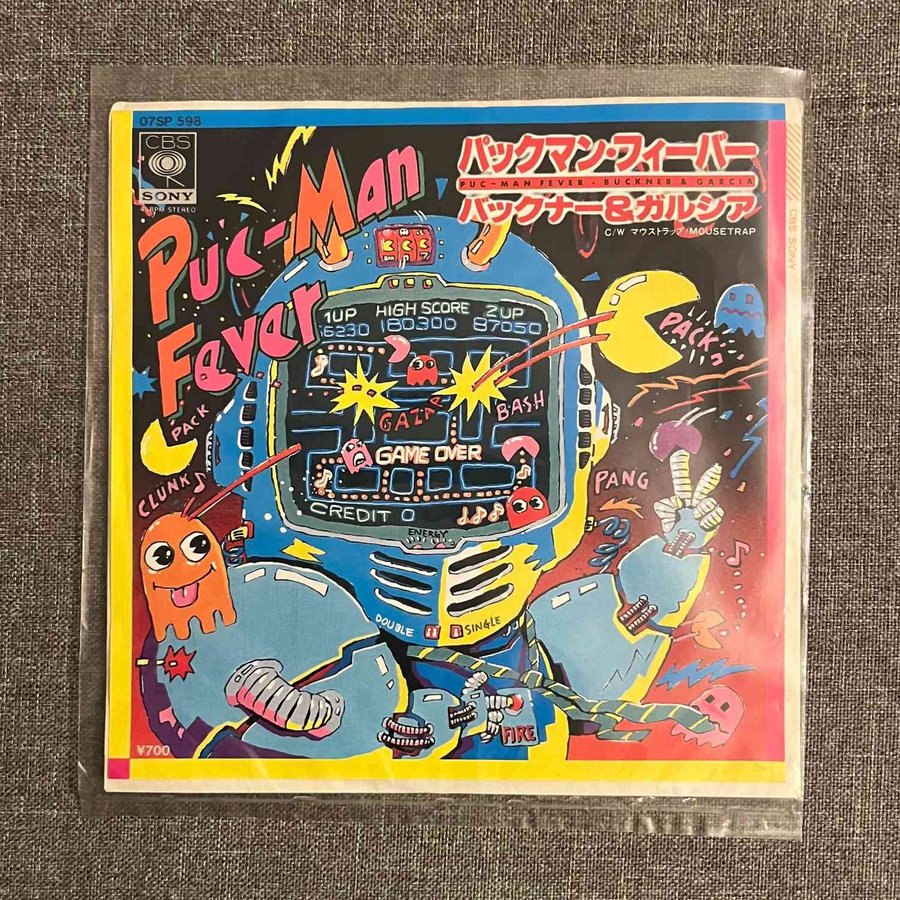 07SP 598
CBS
SONY
45RPM STEREO
パックマン・フィーバー
PUC-MAN FEVER・BUCKNER & GARCIA
バックナー&ガルシア
C/W マウストラップ/MOUSETRAP
CBS SONY
Puc-Man
Fever
1UP HIGH SCORE 2UP
16230 180300 87050
PACK
PACK
GAZAP
BASH
GAME OVER
CLUNK
PANG
CREDIT 0
ENERGY
DOUBLE SINGLE
FIRE
¥700